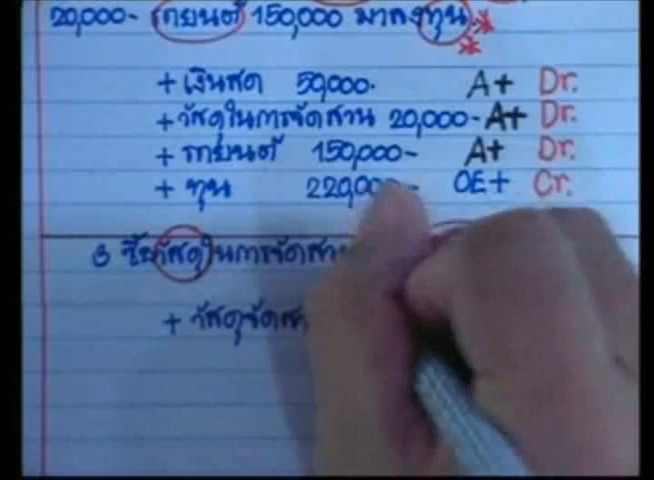 20,000- รถยนต์ 150,000 มาลงทุน**
+ เงินสด 50,000- A+ Dr.
+ วัสดุในการจัดสวน 20,000- A+ Dr.
+ รถยนต์ 150,000- A+ Dr.
+ ทุน 220,000- OE+ Cr.
3 ซื้อวัสดุในการจัดสวน
+ วัสดุจัดส